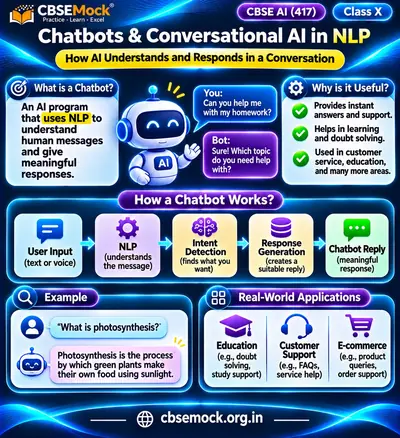 CBSEMock®
Practice - Learn - Excel
CBSE AI (417)
Class X
Chatbots & Conversational AI in NLP
How AI Understands and Responds in a Conversation
What is a Chatbot?
An AI program
that uses NLP to
understand
human messages
and give
meaningful
responses.
AI
You:
Can you help me
with my homework?
Bot:
Sure! Which topic
do you need help
with?
Why is it Useful?
Provides instant
answers and support.
Helps in learning
and doubt solving.
Used in customer
service, education,
and many more areas.
How a Chatbot Works?
User Input
(text or voice)
NLP
(understands
the message)
Intent
Detection
(finds what
you want)
Response
Generation
(creates a
suitable reply)
Chatbot Reply
(meaningful
response)
Example
"What is photosynthesis?"
Photosynthesis is the process
by which green plants make
their own food using sunlight.
Real-World Applications
Education
(e.g., doubt
solving,
study support)
Customer
Support
(e.g., FAQs,
service help)
E-commerce
(e.g., product
queries,
order support)
cbsemock.org.in